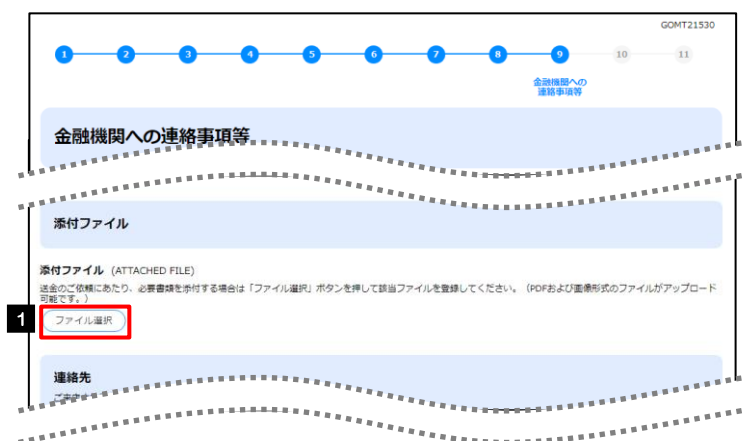 GOMT21530
1 2 3 4 5 6 7 8 9 10 11
金融機関への
連絡事項等
金融機関への連絡事項等
添付ファイル
添付ファイル (ATTACHED FILE)
送金のご依頼にあたり、必要書類を添付する場合は「ファイル選択」ボタンを押して該当ファイルを登録してください。（PDFおよび画像形式のファイルがアップロード
可能です。）
1
ファイル選択
連絡先